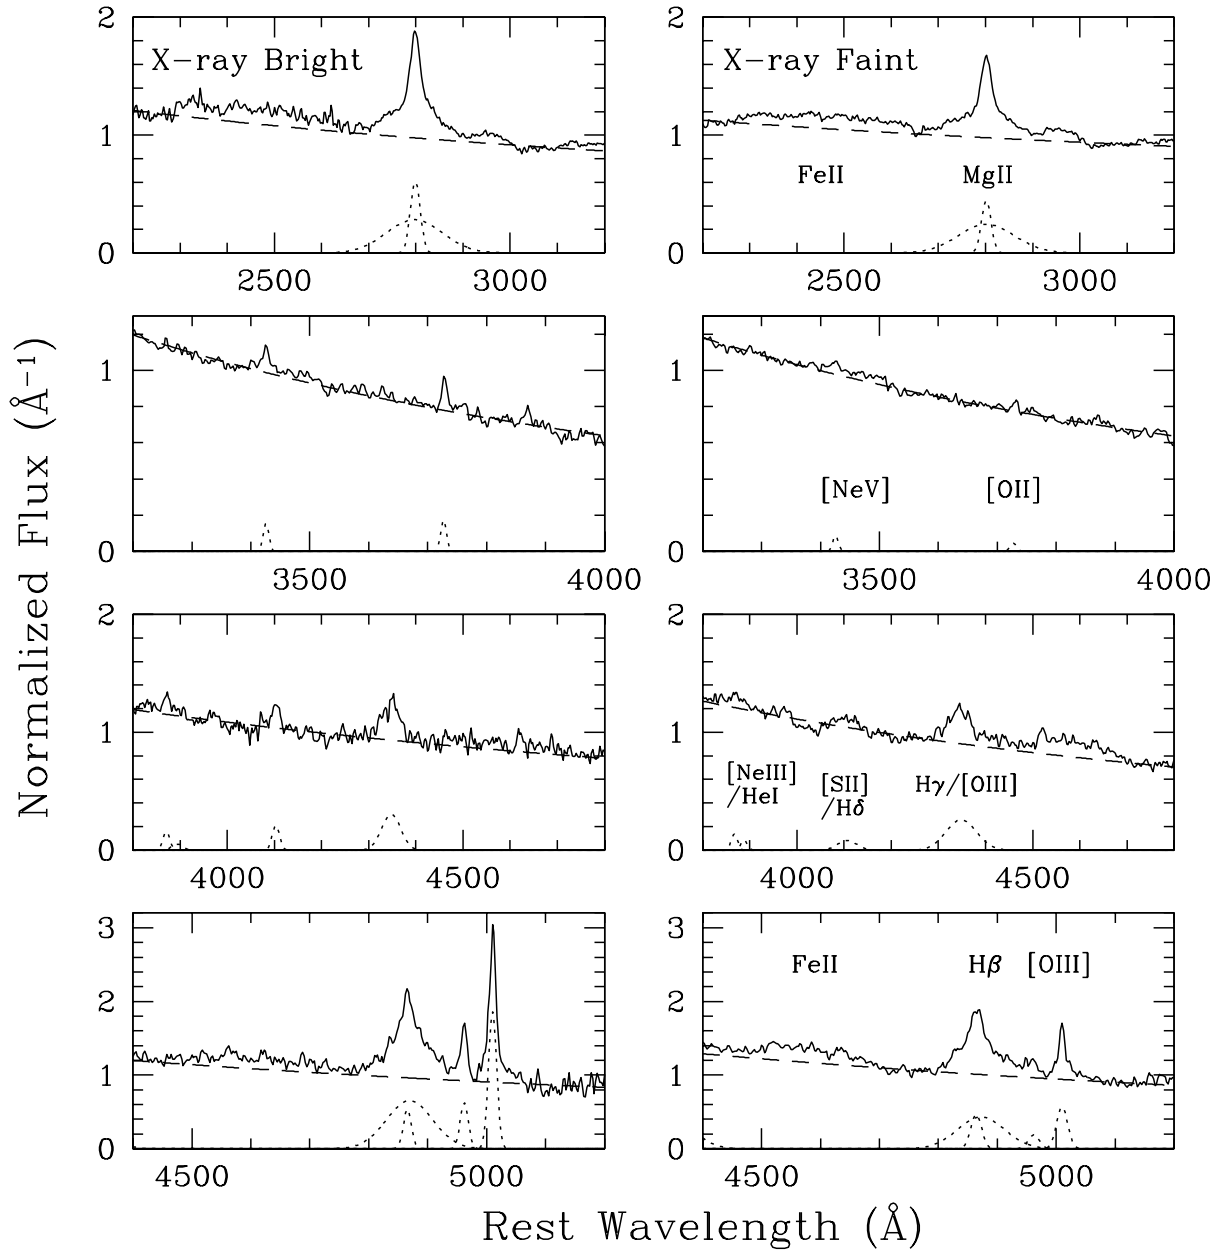 X-ray Bright
X-ray Faint
2
1
0
2500
3000
2
1
0
FeII
MgII
2500
3000
1
0
3500
4000
1
0
[NeV]
[OII]
3500
4000
2
1
0
4000
4500
2
1
0
[NeIII]
/HeI
[SII]
/Hδ
Hγ/[OIII]
4000
4500
3
2
1
0
4500
5000
3
2
1
0
FeII
Hβ
[OIII]
4500
5000
Normalized Flux (Å⁻¹)
Rest Wavelength (Å)